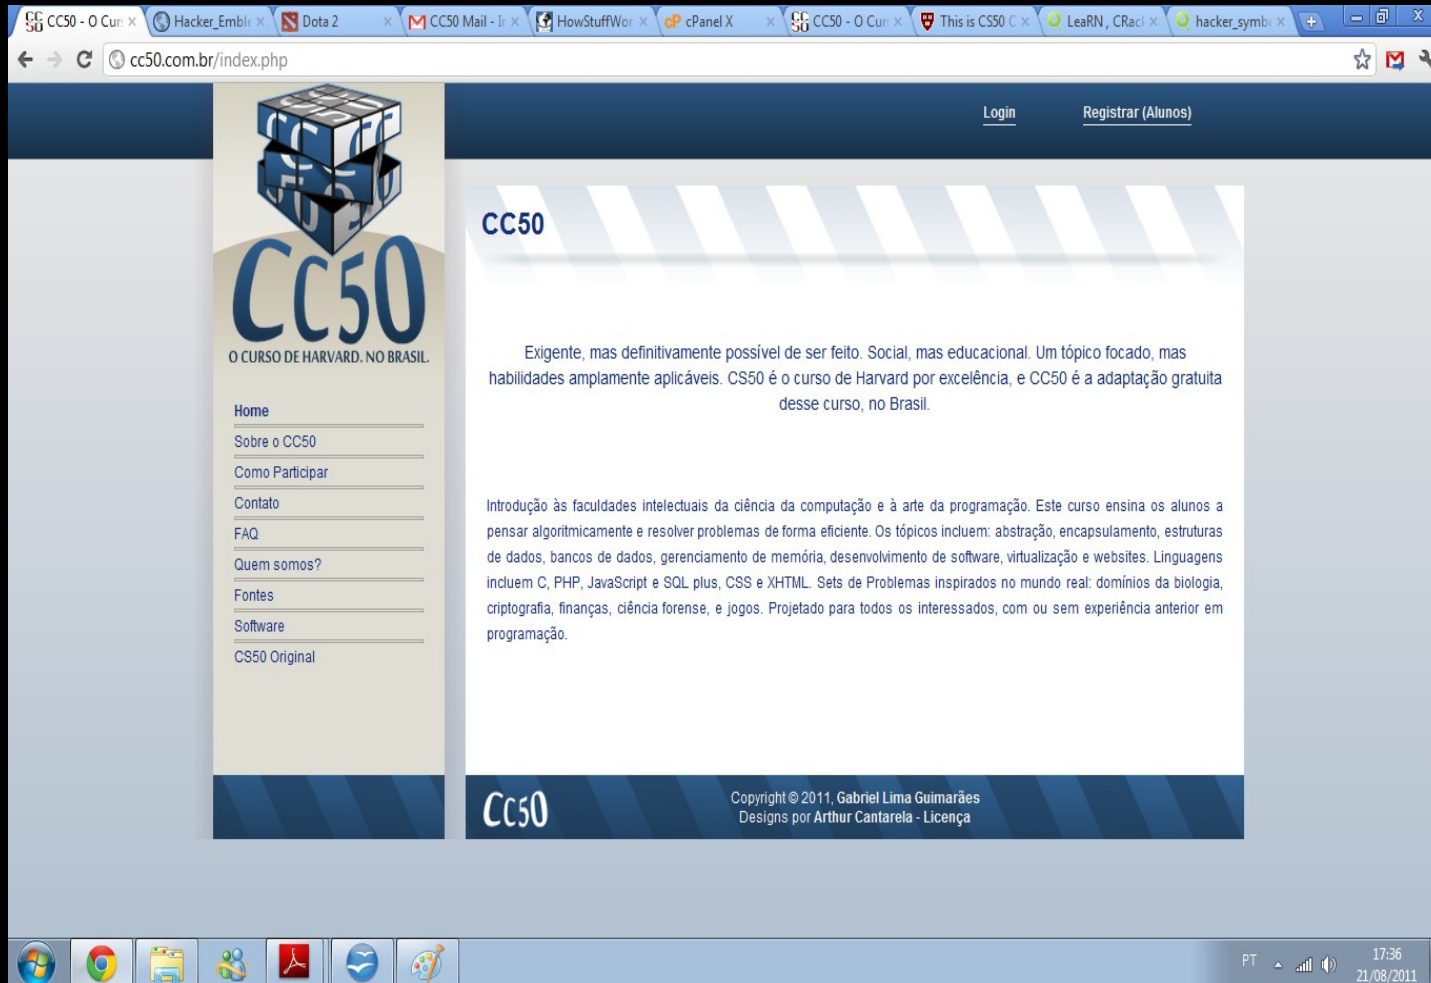 CC50 - O Cur
Hacker_Emble
Dota 2
CC50 Mail - In
HowStuffWor
cP cPanel X
CC50 - O Cur
This is CS50 C
LeaRN , CRacl
hacker_symb
cc50.com.br/index.php
Login
Registrar (Alunos)
CC50
O CURSO DE HARVARD. NO BRASIL.
Home
Sobre o CC50
Como Participar
Contato
FAQ
Quem somos?
Fontes
Software
CS50 Original
CC50
Exigente, mas definitivamente possível de ser feito. Social, mas educacional. Um tópico focado, mas
habilidades amplamente aplicáveis. CS50 é o curso de Harvard por excelência, e CC50 é a adaptação gratuita
desse curso, no Brasil.
Introdução às faculdades intelectuais da ciência da computação e à arte da programação. Este curso ensina os alunos a
pensar algoritmicamente e resolver problemas de forma eficiente. Os tópicos incluem: abstração, encapsulamento, estruturas
de dados, bancos de dados, gerenciamento de memória, desenvolvimento de software, virtualização e websites. Linguagens
incluem C, PHP, JavaScript e SQL plus, CSS e XHTML. Sets de Problemas inspirados no mundo real: domínios da biologia,
criptografia, finanças, ciência forense, e jogos. Projetado para todos os interessados, com ou sem experiência anterior em
programação.
CC50
Copyright © 2011, Gabriel Lima Guimarães
Designs por Arthur Cantarela - Licença
PT
17:36
21/08/2011